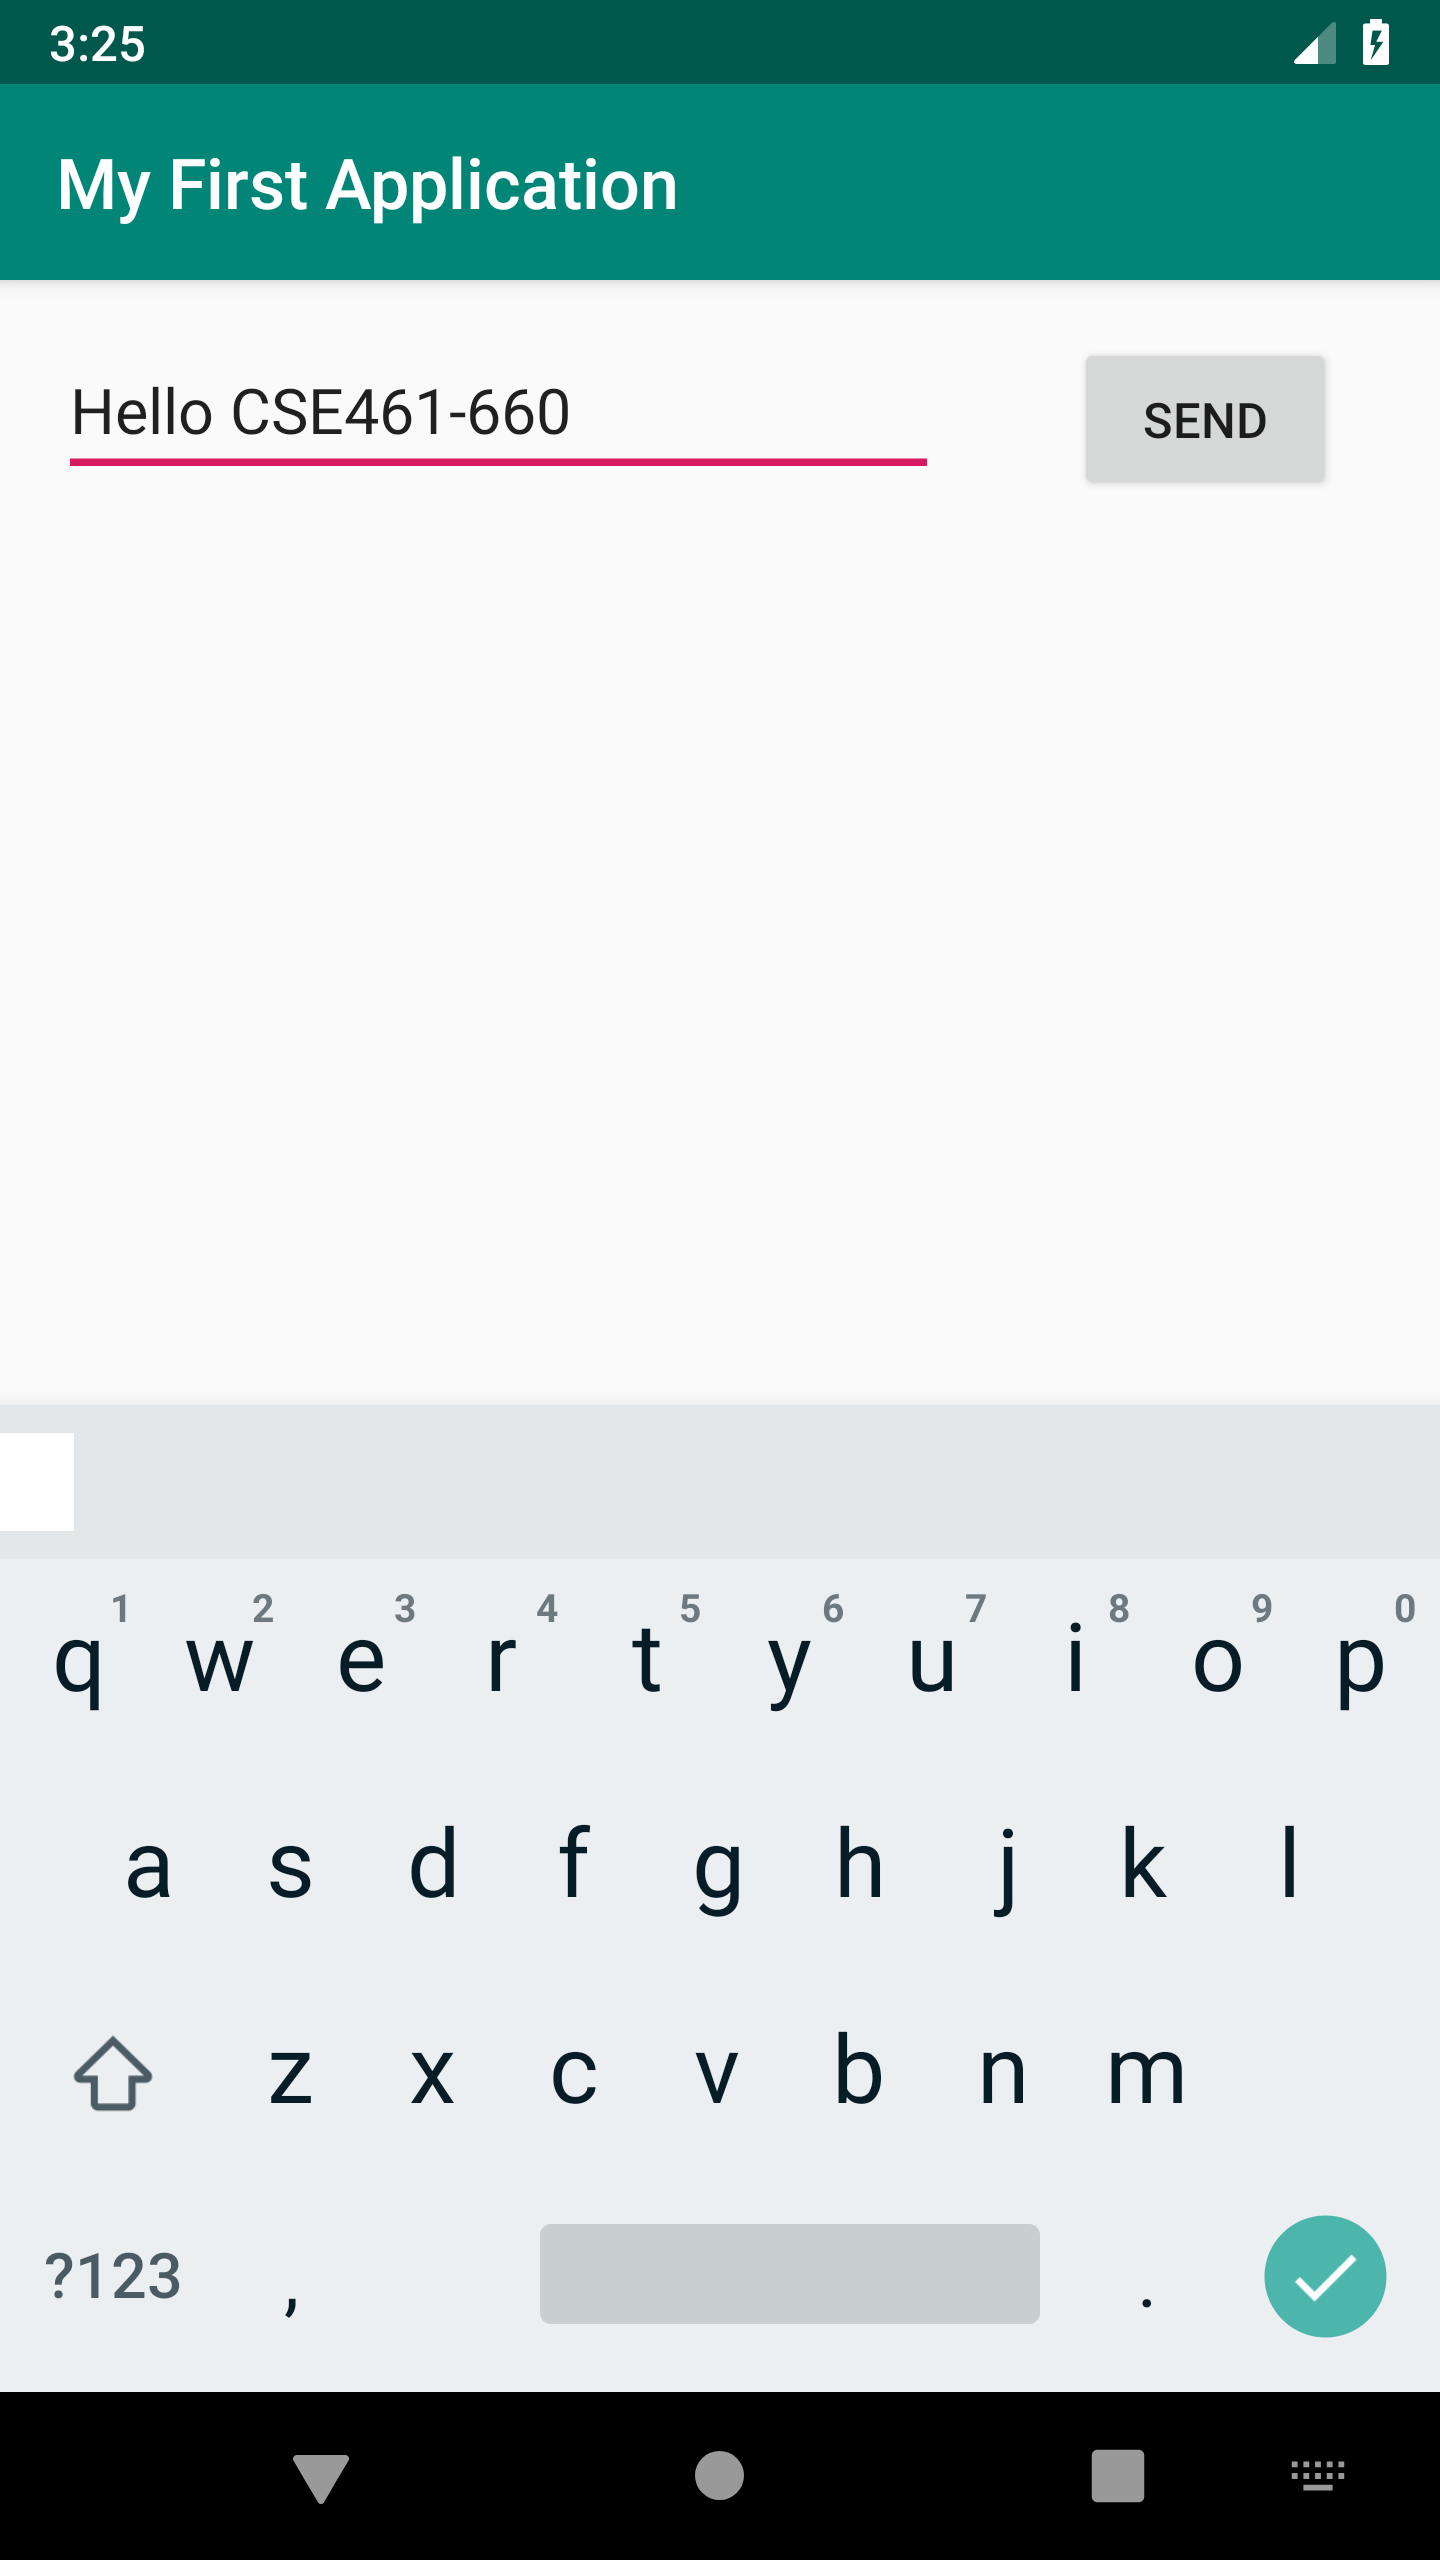 3:25
My First Application
Hello CSE461-660
SEND
1 2 3 4 5 6 7 8 9 0
q w e r t y u i o p
a s d f g h j k l
z x c v b n m
?123 , .